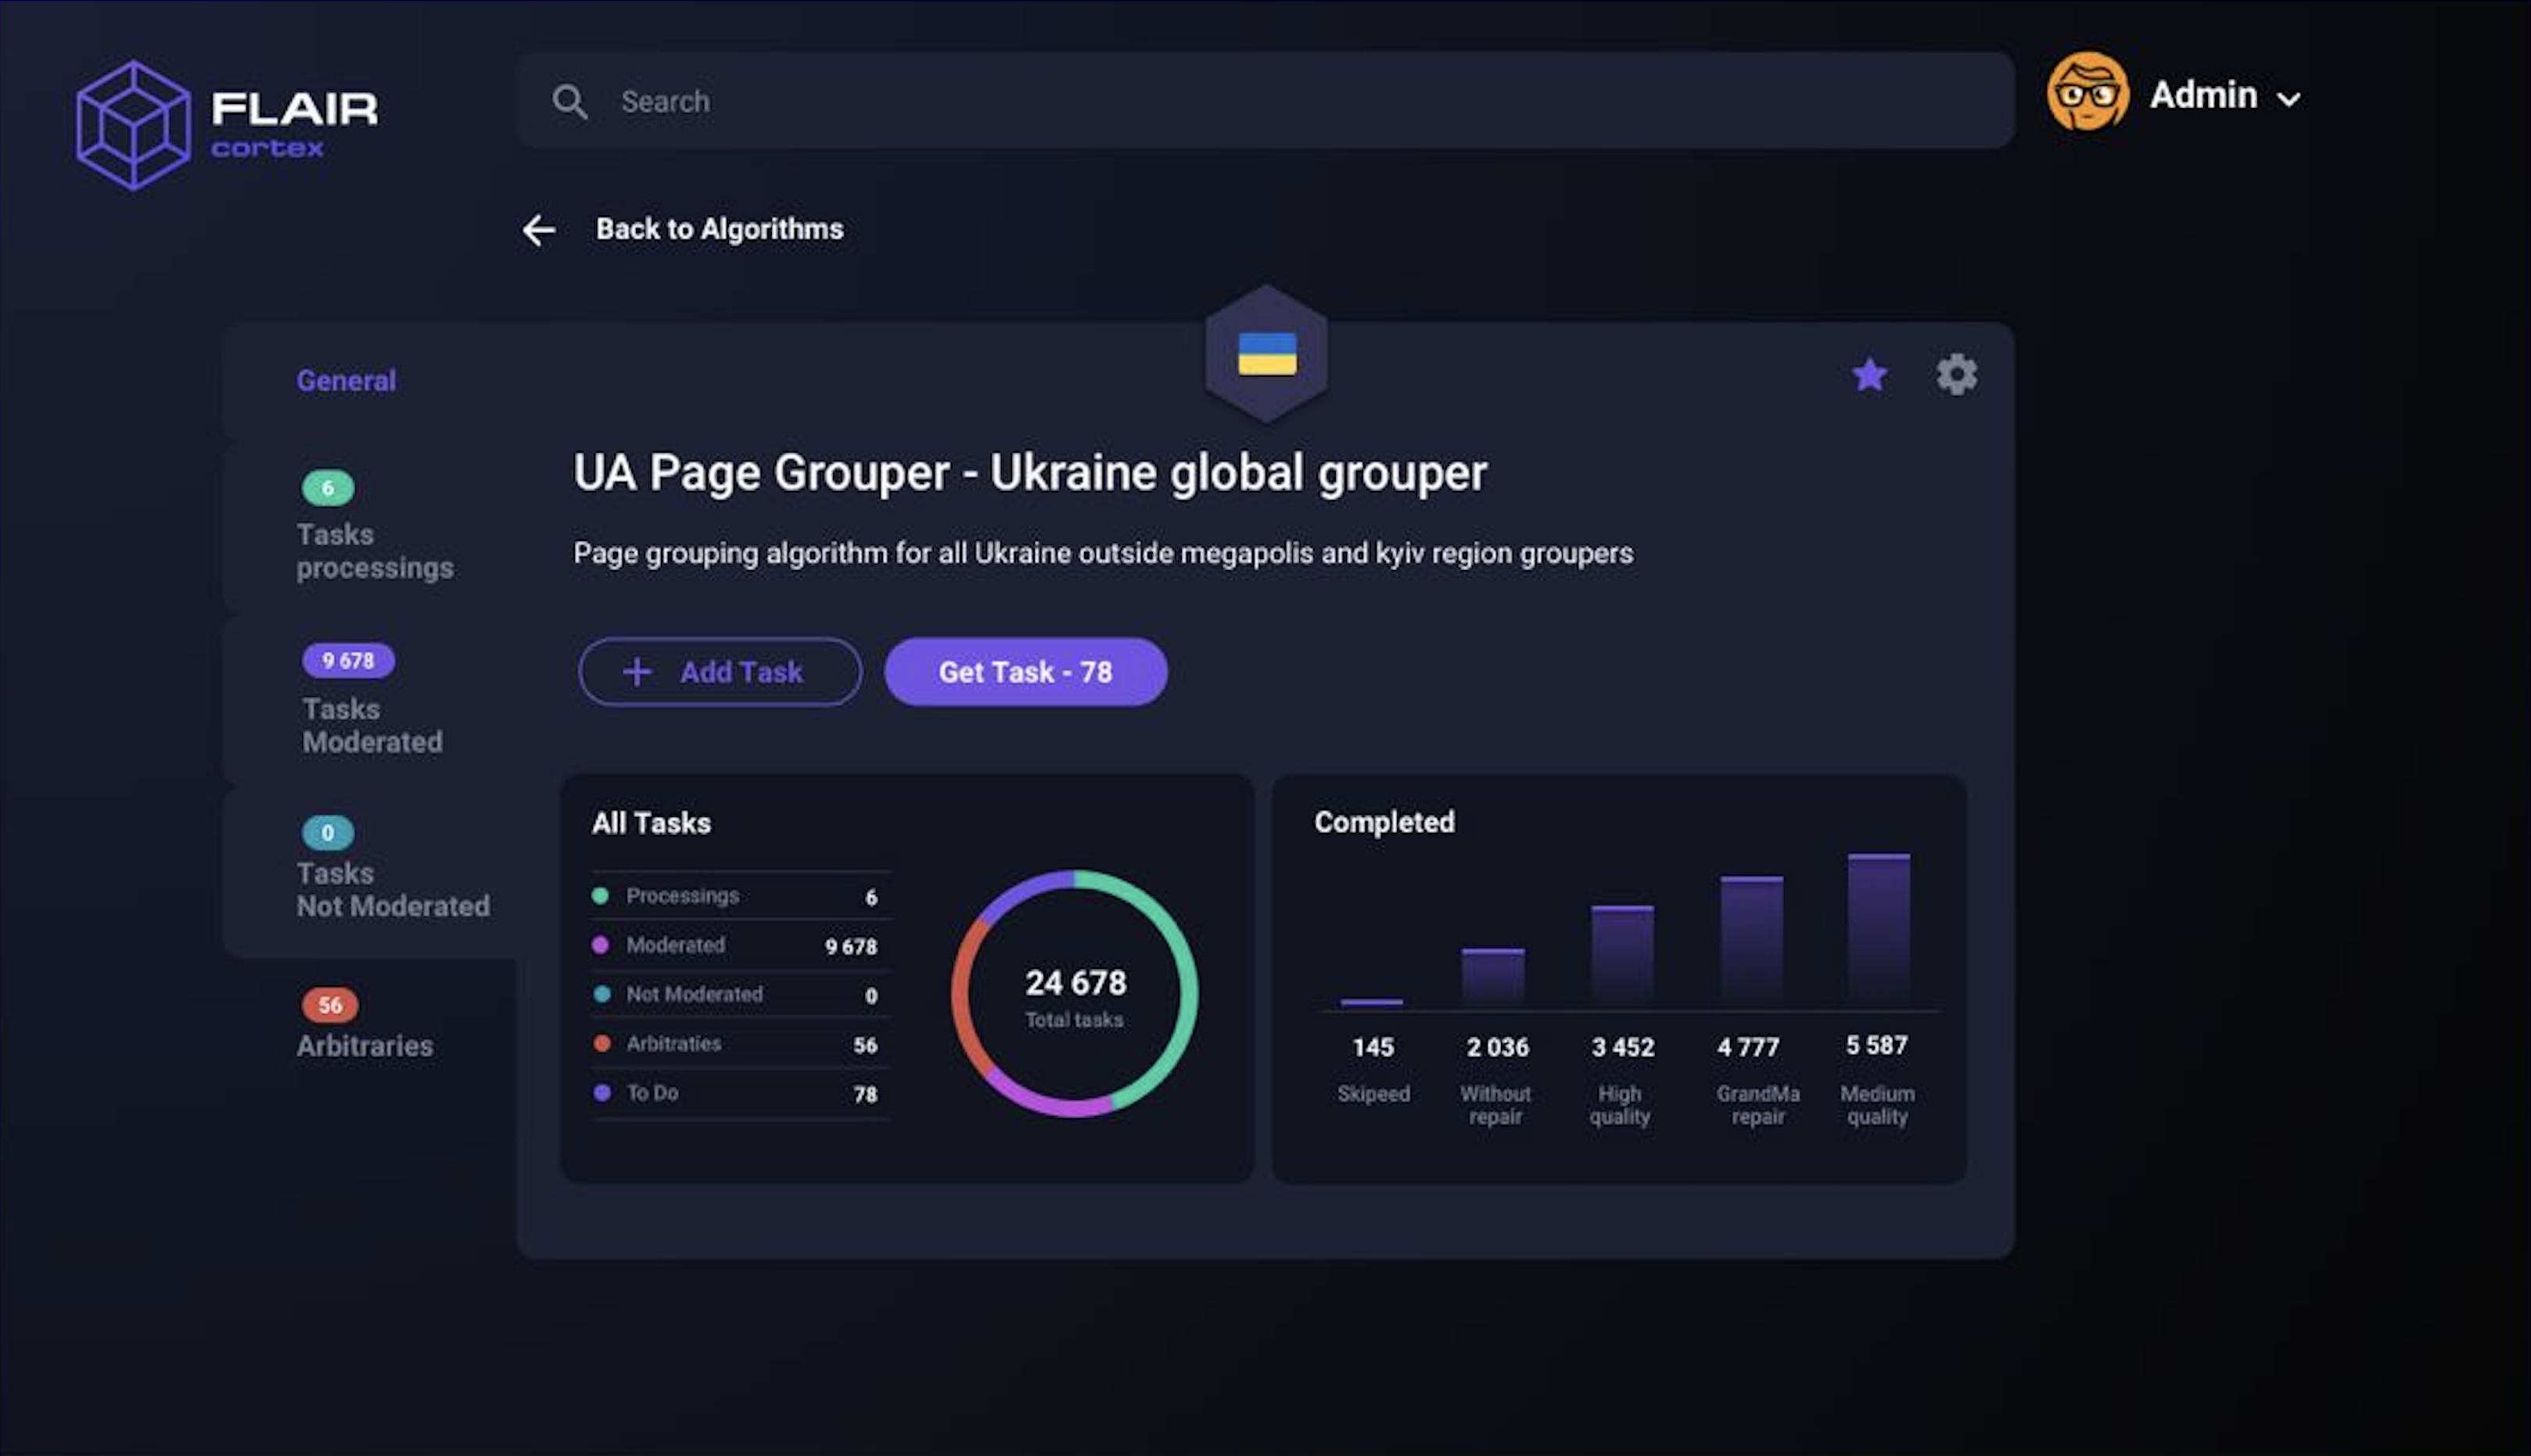 FLAIR
cortex
Search
Admin
Back to Algorithms
General
6
Tasks
processings
9 678
Tasks
Moderated
0
Tasks
Not Moderated
56
Arbitraries
UA Page Grouper - Ukraine global grouper
Page grouping algorithm for all Ukraine outside megapolis and kyiv region groupers
+ Add Task
Get Task - 78
All Tasks
Processings 6
Moderated 9 678
Not Moderated 0
Arbitraties 56
To Do 78
24 678
Total tasks
Completed
145 2 036 3 452 4 777 5 587
Skipeed Without High GrandMa Medium
repair quality repair quality